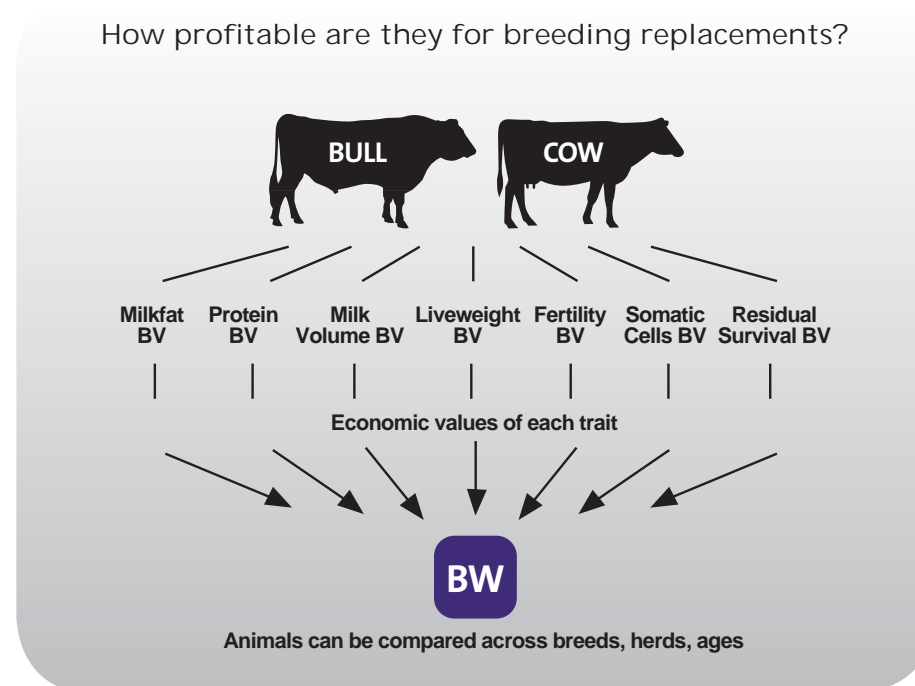 How profitable are they for breeding replacements?
BULL
COW
Milkfat
BV
Protein
BV
Milk
Volume BV
Liveweight
BV
Fertility
BV
Somatic
Cells BV
Residual
Survival BV
Economic values of each trait
BW
Animals can be compared across breeds, herds, ages